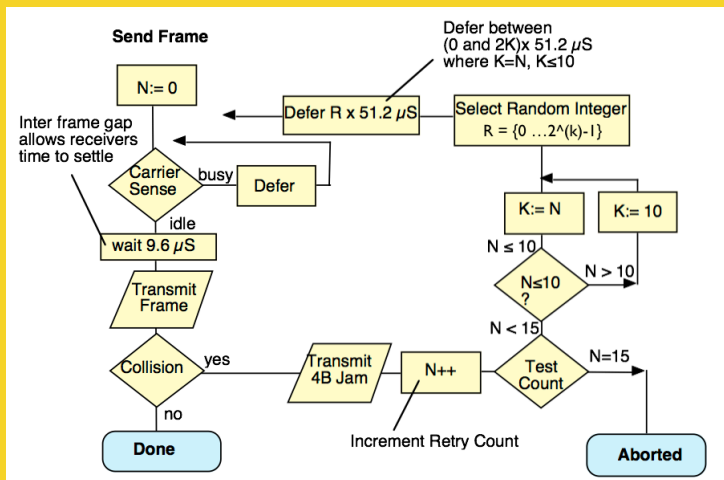 Send Frame
Defer between
(0 and 2K)x 51.2 µS
where K=N, K≤10
N:= 0
Defer R x 51.2 µS
Select Random Integer
R = {0 ...2^(k)-1}
Inter frame gap
allows receivers
time to settle
Carrier
Sense
busy
Defer
idle
wait 9.6 µS
K:= N
K:= 10
N ≤ 10
N≤10
?
N > 10
Transmit
Frame
N < 15
Collision
yes
Transmit
4B Jam
N++
Test
Count
N=15
no
Increment Retry Count
Done
Aborted